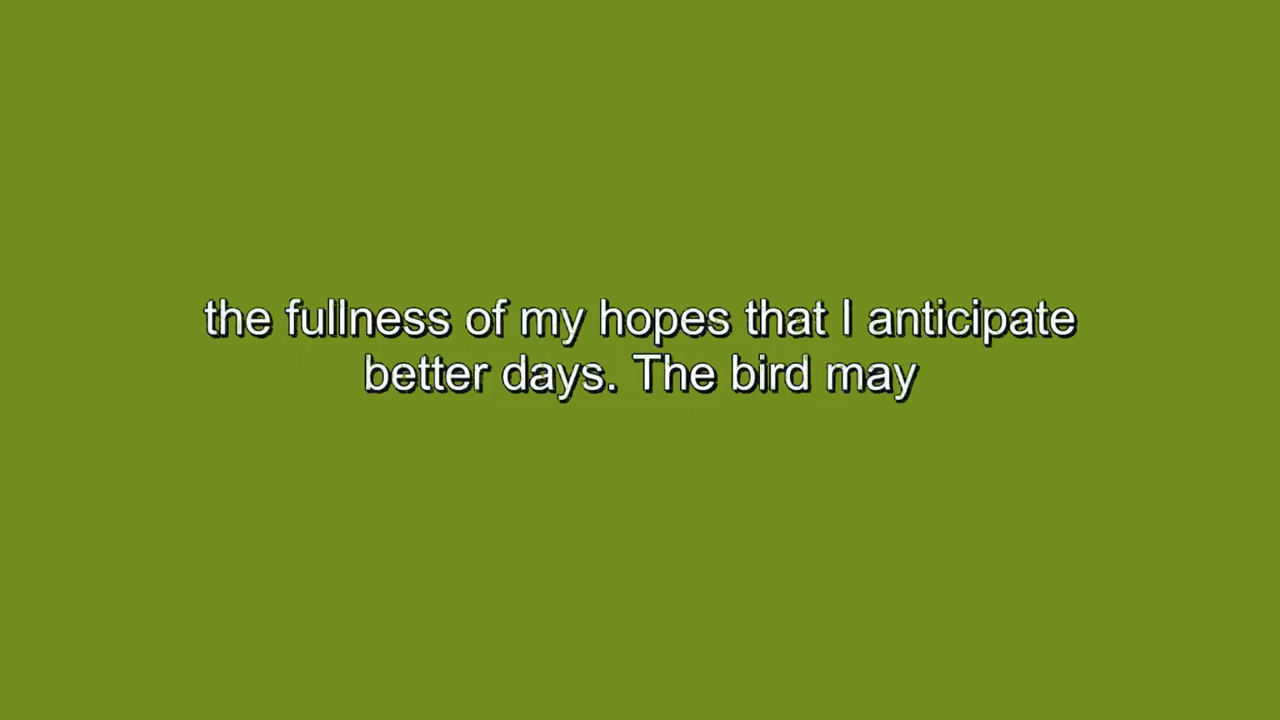 the fullness of my hopes that I anticipate
better days. The bird may